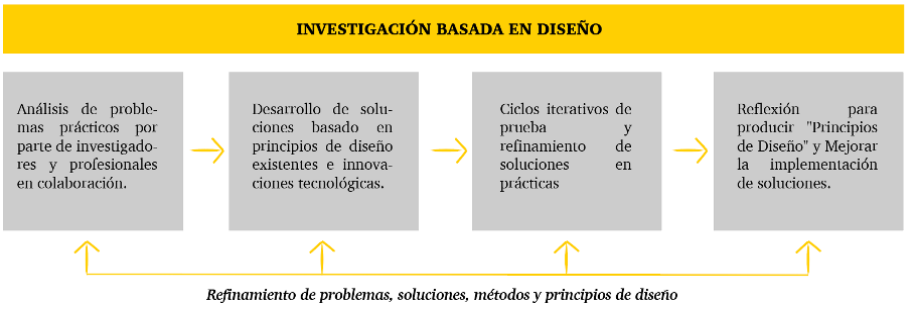 INVESTIGACIÓN BASADA EN DISEÑO
Análisis de proble-
mas prácticos por
parte de investigado-
res y profesionales
en colaboración.
Desarrollo de solu-
ciones basado en
principios de diseño
existentes e innova-
ciones tecnológicas.
Ciclos iterativos de
prueba y
refinamiento de
soluciones en
prácticas
Reflexión para
producir "Principios
de Diseño" y Mejorar
la implementación
de soluciones.
Refinamiento de problemas, soluciones, métodos y principios de diseño